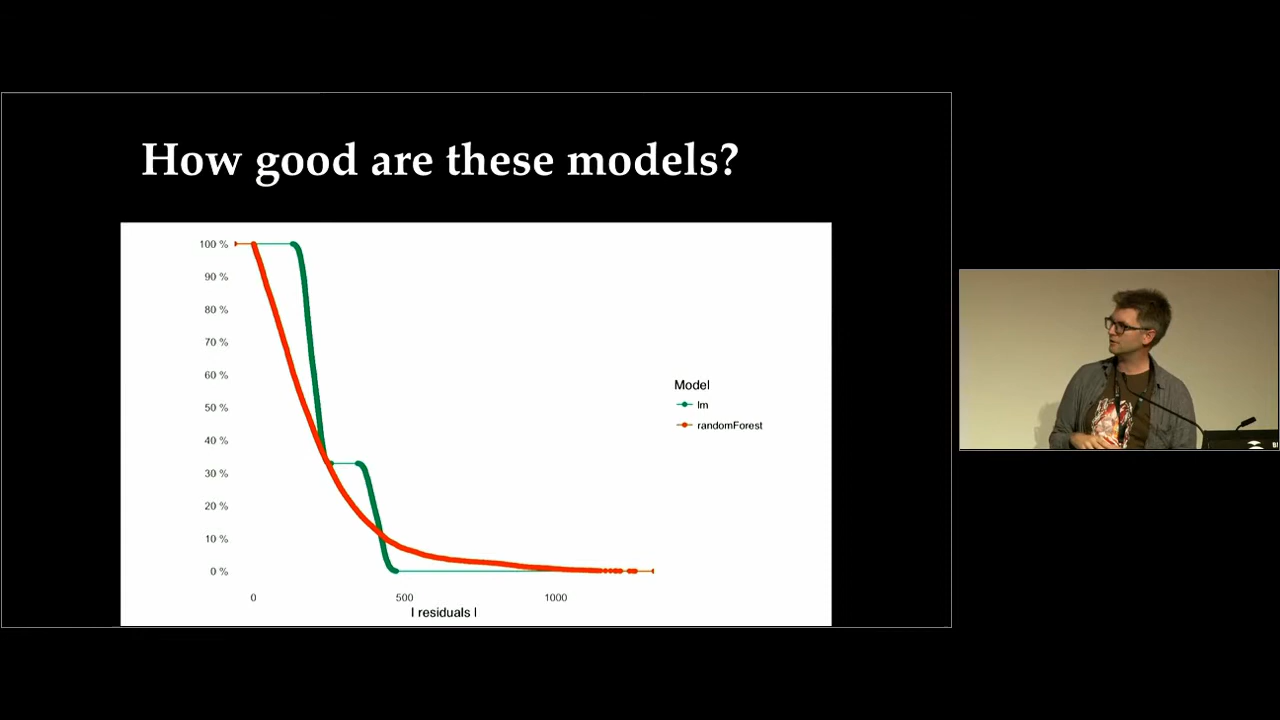 How good are these models?
100 %
90 %
80 %
70 %
60 %
50 %
40 %
30 %
20 %
10 %
0 %
0
500
1000
| residuals |
Model
lm
randomForest